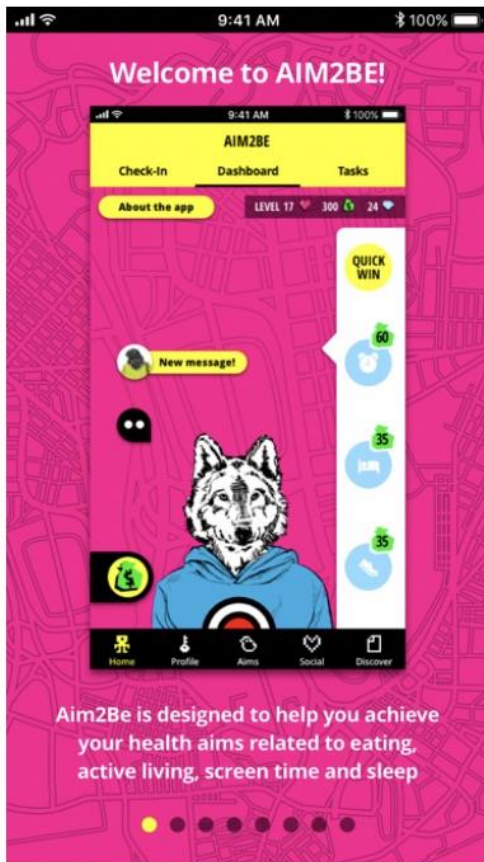 9:41 AM
100%
Welcome to AIM2BE!
9:41 AM
100%
AIM2BE
Check-In Dashboard Tasks
About the app
LEVEL 17 300 24
QUICK
WIN
60
New message!
35
35
$
Home Profile Aims Social Discover
Aim2Be is designed to help you achieve
your health aims related to eating,
active living, screen time and sleep